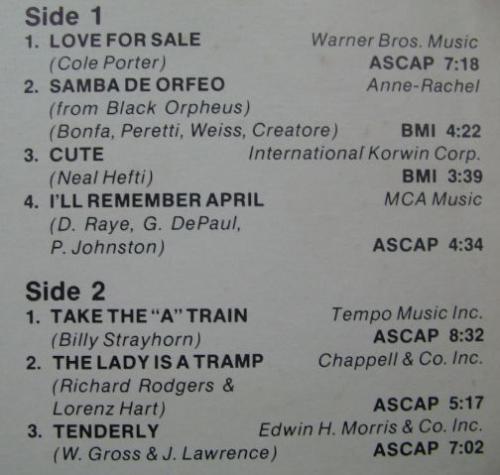 Side 1
1. LOVE FOR SALE Warner Bros. Music
(Cole Porter) ASCAP 7:18
2. SAMBA DE ORFEO Anne-Rachel
(from Black Orpheus)
(Bonfa, Peretti, Weiss, Creatore) BMI 4:22
3. CUTE International Korwin Corp.
(Neal Hefti) BMI 3:39
4. I'LL REMEMBER APRIL MCA Music
(D. Raye, G. DePaul,
P. Johnston) ASCAP 4:34
Side 2
1. TAKE THE "A" TRAIN Tempo Music Inc.
(Billy Strayhorn) ASCAP 8:32
2. THE LADY IS A TRAMP Chappell & Co. Inc.
(Richard Rodgers &
Lorenz Hart) ASCAP 5:17
3. TENDERLY Edwin H. Morris & Co. Inc.
(W. Gross & J. Lawrence) ASCAP 7:02